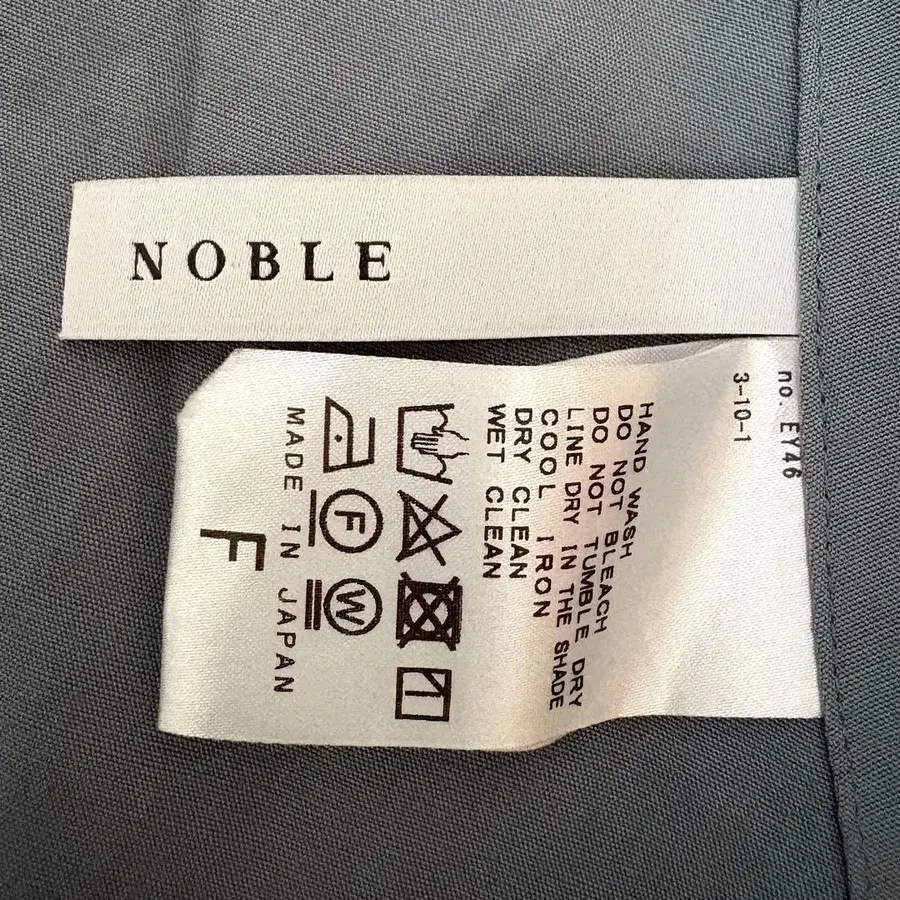 NOBLE
no. EY46
3-10-1
HAND WASH
DO NOT BLEACH
DO NOT TUMBLE DRY
LINE DRY IN THE SHADE
COOL IRON
DRY CLEAN
WET CLEAN
F
W
MADE IN JAPAN
F